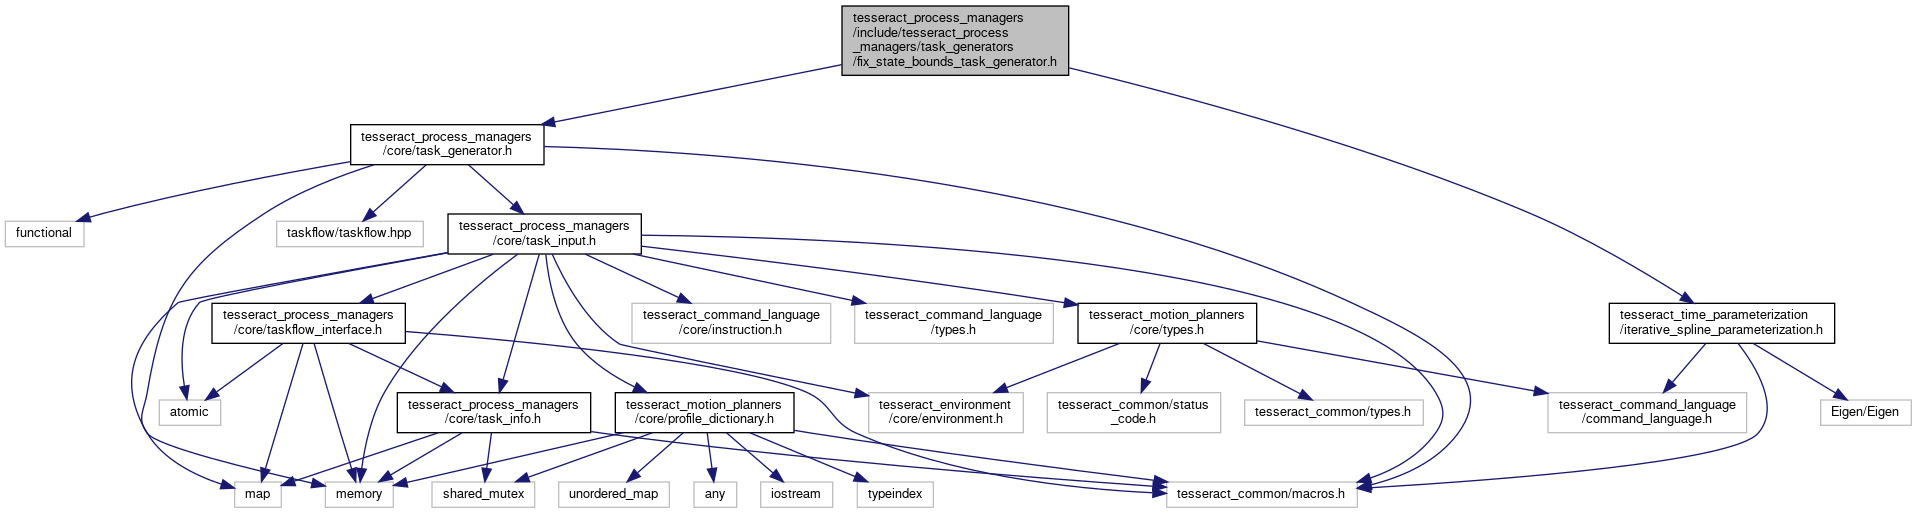 tesseract_process_managers
/include/tesseract_process
_managers/task_generators
/fix_state_bounds_task_generator.h
tesseract_process_managers
/core/task_generator.h
functional
taskflow/taskflow.hpp
tesseract_process_managers
/core/task_input.h
tesseract_process_managers
/core/taskflow_interface.h
tesseract_command_language
/core/instruction.h
tesseract_command_language
/types.h
tesseract_motion_planners
/core/types.h
tesseract_time_parameterization
/iterative_spline_parameterization.h
atomic
tesseract_process_managers
/core/task_info.h
tesseract_motion_planners
/core/profile_dictionary.h
tesseract_environment
/core/environment.h
tesseract_common/status
_code.h
tesseract_common/types.h
tesseract_command_language
/command_language.h
Eigen/Eigen
map
memory
shared_mutex
unordered_map
any
iostream
typeindex
tesseract_common/macros.h